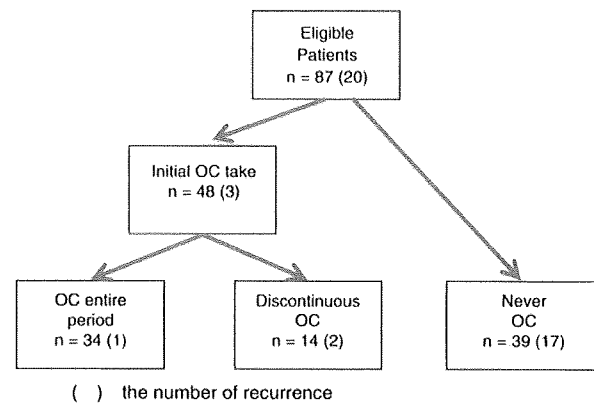 Eligible
Patients
n = 87 (20)
Initial OC take
n = 48 (3)
OC entire
period
n = 34 (1)
Discontinuous
OC
n = 14 (2)
Never
OC
n = 39 (17)
( ) the number of recurrence